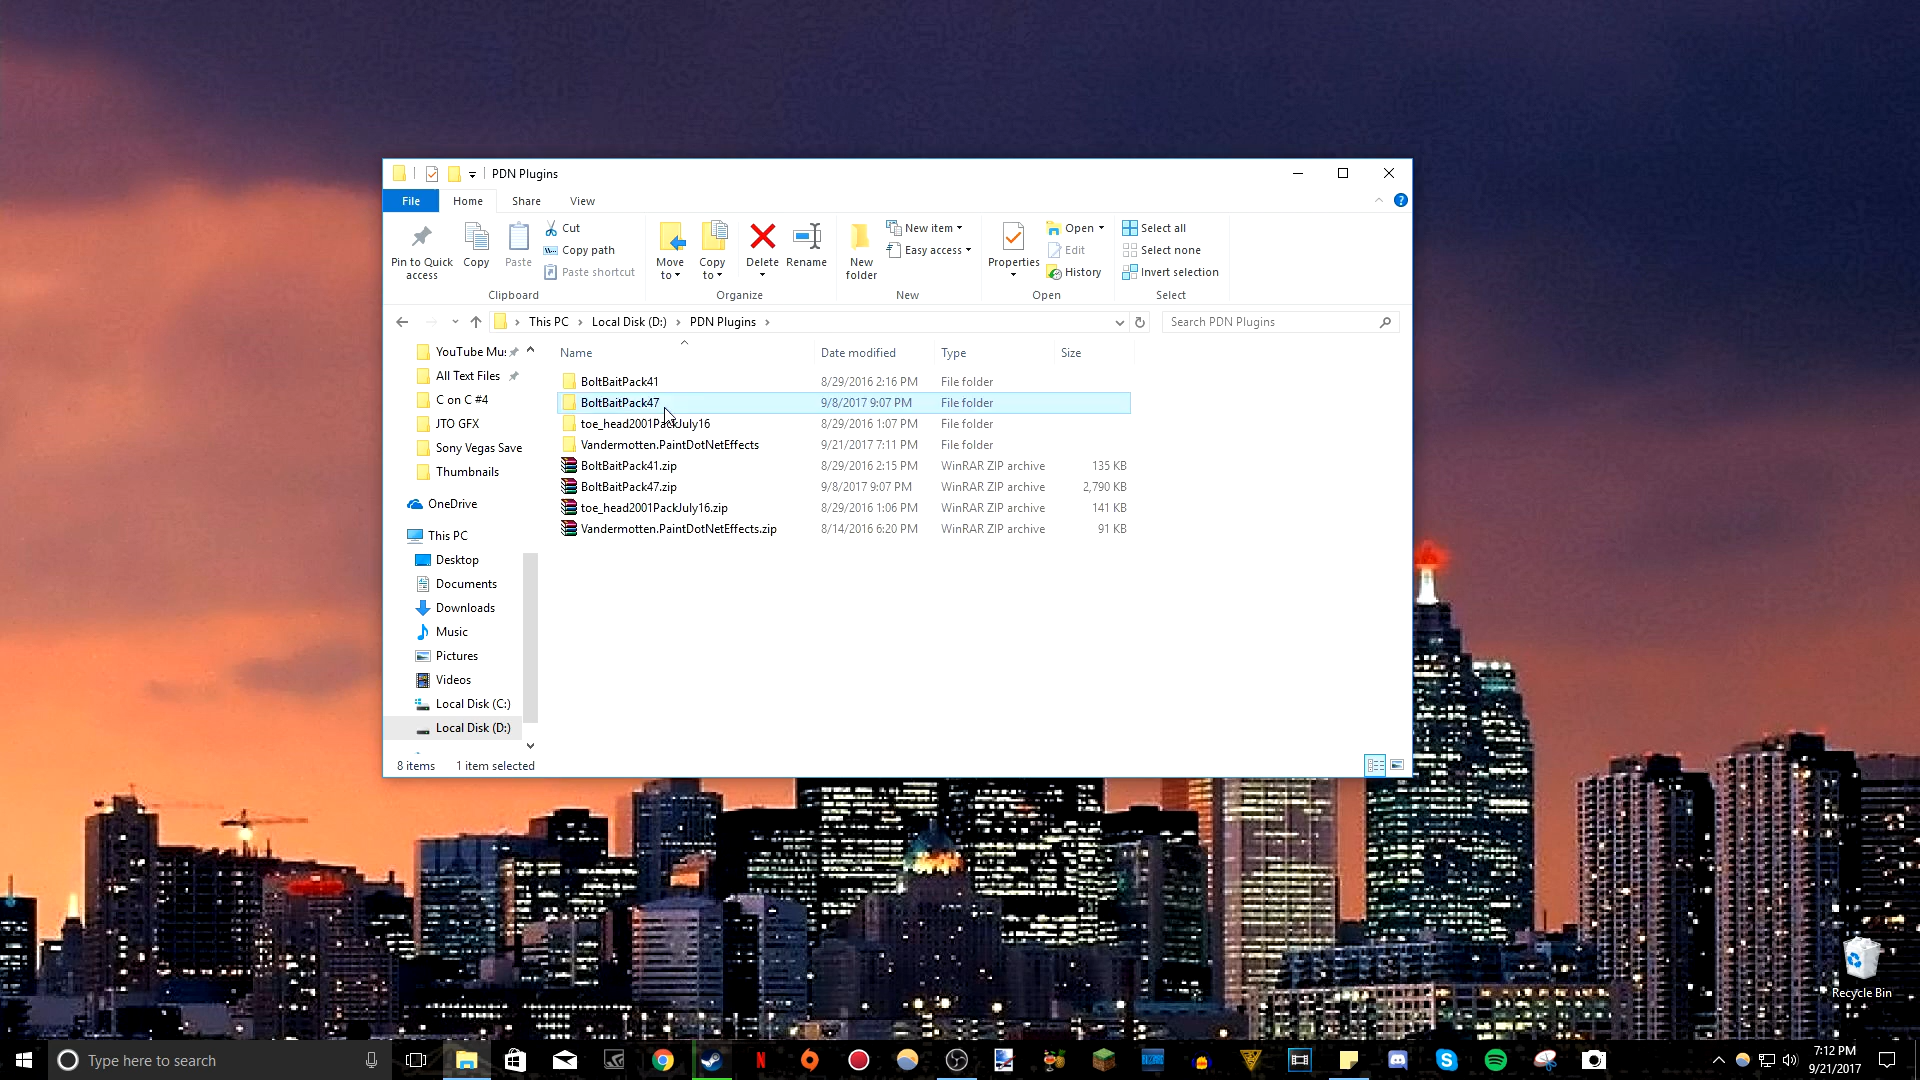 PDN Plugins
File Home Share View
Pin to Quick access
Copy
Paste
Cut
Copy path
Paste shortcut
Clipboard
Move to
Copy to
Delete
Rename
Organize
New folder
New item
Easy access
New
Properties
Open
Edit
History
Open
Select all
Select none
Invert selection
Select
This PC › Local Disk (D:) › PDN Plugins ›
Search PDN Plugins
YouTube Mu
All Text Files
C on C #4
JTO GFX
Sony Vegas Save
Thumbnails
OneDrive
This PC
Desktop
Documents
Downloads
Music
Pictures
Videos
Local Disk (C:)
Local Disk (D:)
Name Date modified Type Size
BoltBaitPack41 8/29/2016 2:16 PM File folder
BoltBaitPack47 9/8/2017 9:07 PM File folder
toe_head2001PackJuly16 8/29/2016 1:07 PM File folder
Vandermotten.PaintDotNetEffects 9/21/2017 7:11 PM File folder
BoltBaitPack41.zip 8/29/2016 2:15 PM WinRAR ZIP archive 135 KB
BoltBaitPack47.zip 9/8/2017 9:07 PM WinRAR ZIP archive 2,790 KB
toe_head2001PackJuly16.zip 8/29/2016 1:06 PM WinRAR ZIP archive 141 KB
Vandermotten.PaintDotNetEffects.zip 8/14/2016 6:20 PM WinRAR ZIP archive 91 KB
8 items 1 item selected
Recycle Bin
Type here to search
7:12 PM
9/21/2017